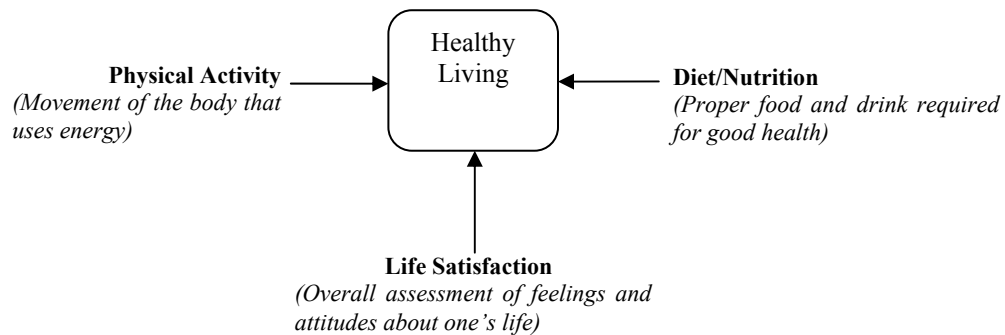 Healthy
Living
Physical Activity
(Movement of the body that
uses energy)
Diet/Nutrition
(Proper food and drink required
for good health)
Life Satisfaction
(Overall assessment of feelings and
attitudes about one’s life)